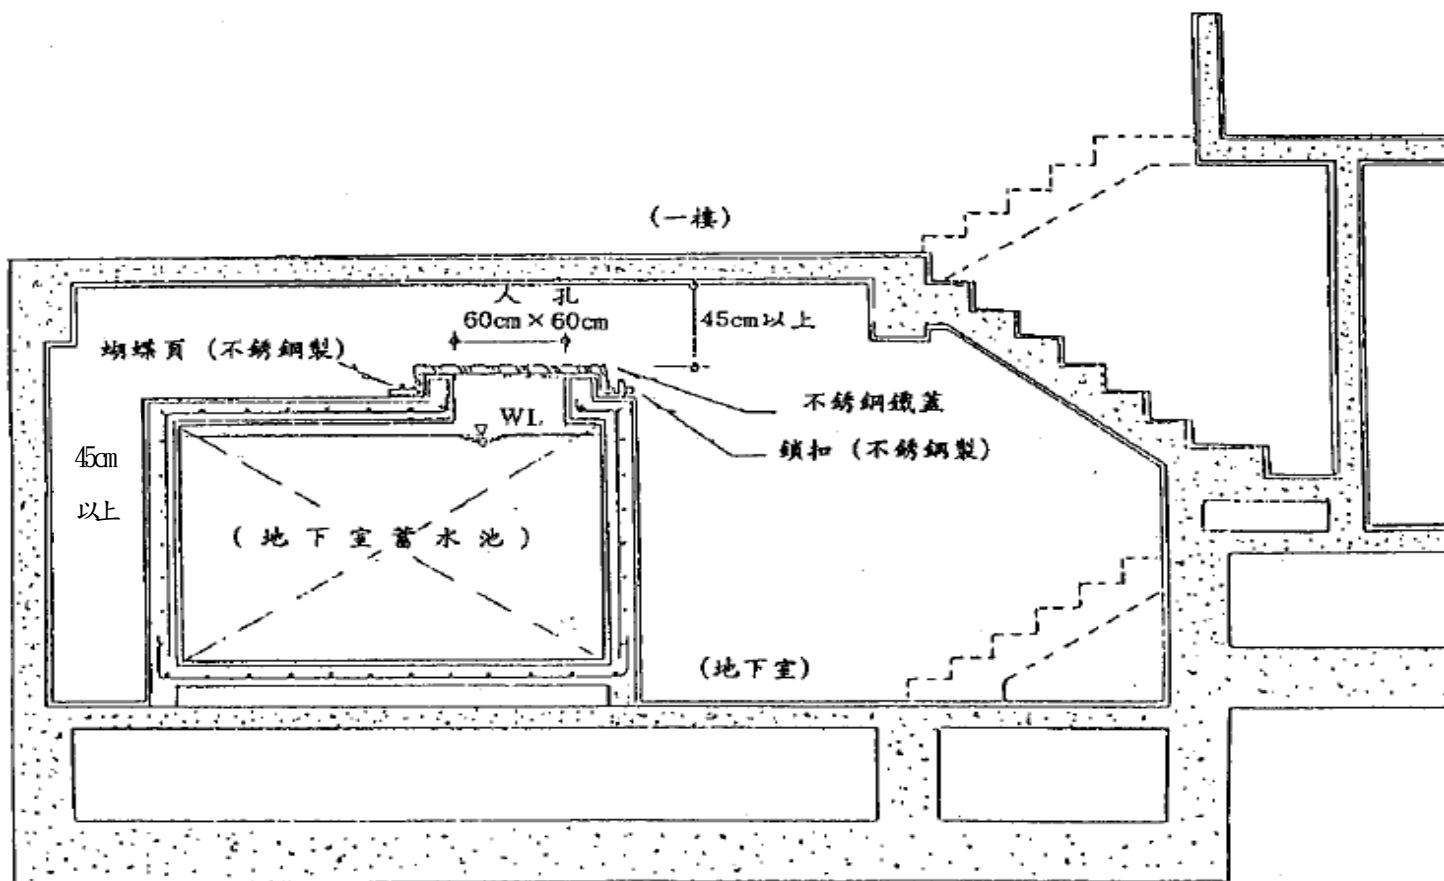 (一樓)
人孔
60cm×60cm
45cm以上
蝴蝶頁(不銹鋼製)
不銹鋼鐵蓋
WL
鎖扣(不銹鋼製)
45cm
以上
(地下室蓄水池)
(地下室)